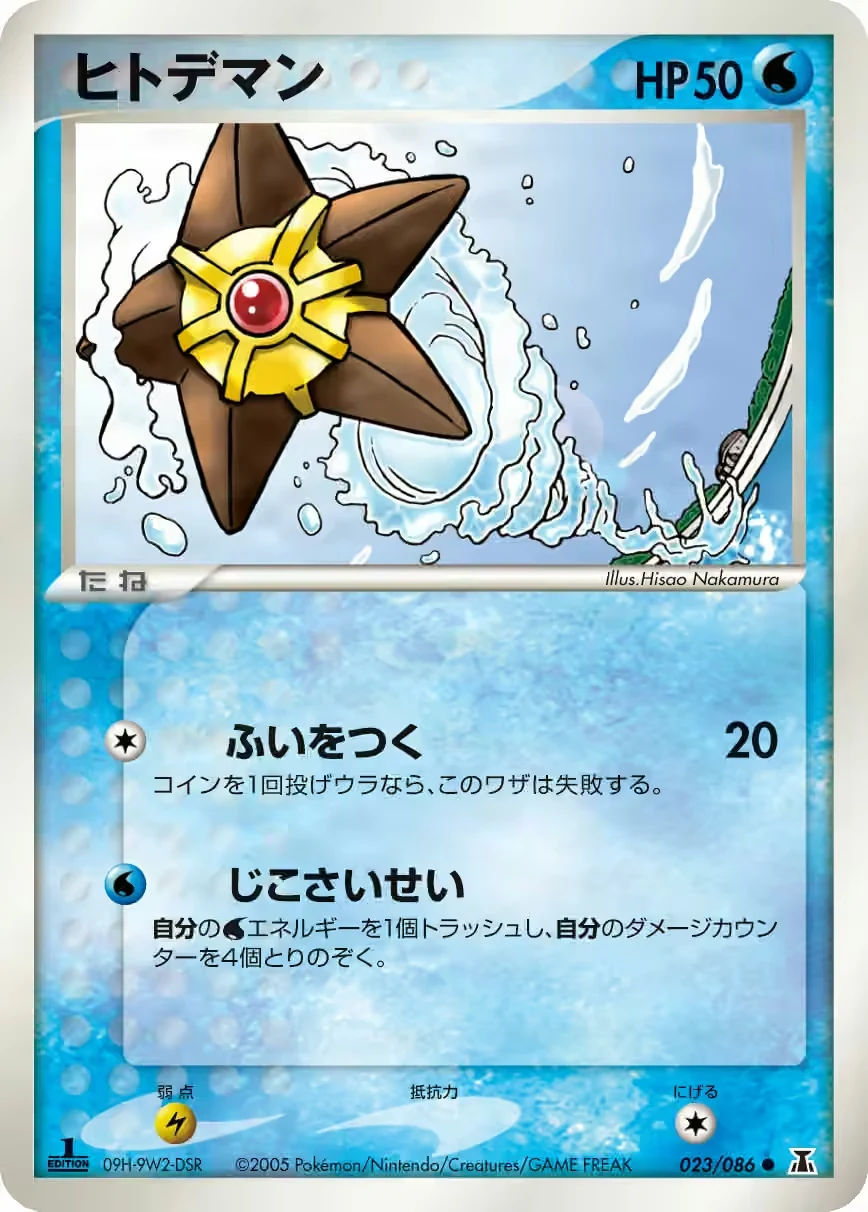 ヒトデマン HP50
たね Illus.Hisao Nakamura
ふいをつく 20
コインを1回投げウラなら、このワザは失敗する。
じこさいせい
自分のエネルギーを1個トラッシュし、自分のダメージカウン
ターを4個とりのぞく。
弱点 抵抗力 にげる
1 EDITION 09H-9W2-DSR ©2005 Pokémon/Nintendo/Creatures/GAME FREAK 023/086